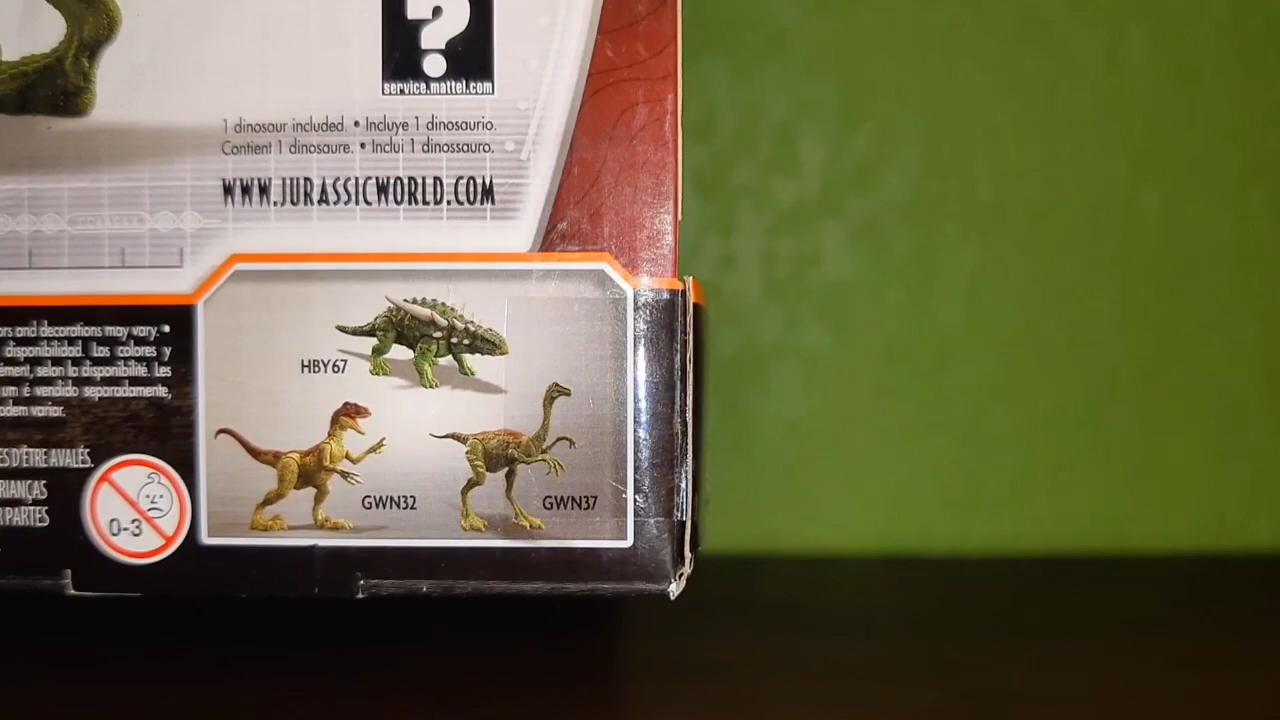 ?
service.mattel.com
1 dinosaur included. • Incluye 1 dinosaurio.
Contient 1 dinosaure. • Inclui 1 dinossauro.
WWW.JURASSICWORLD.COM
ors and decorations may vary. •
disponibilidad. Los colores y
ément, selon la disponibilité. Les
um é vendido separadamente,
odem variar.
ES D'ÊTRE AVALÉS.
RIANÇAS
R PARTES
0-3
HBY67
GWN32
GWN37